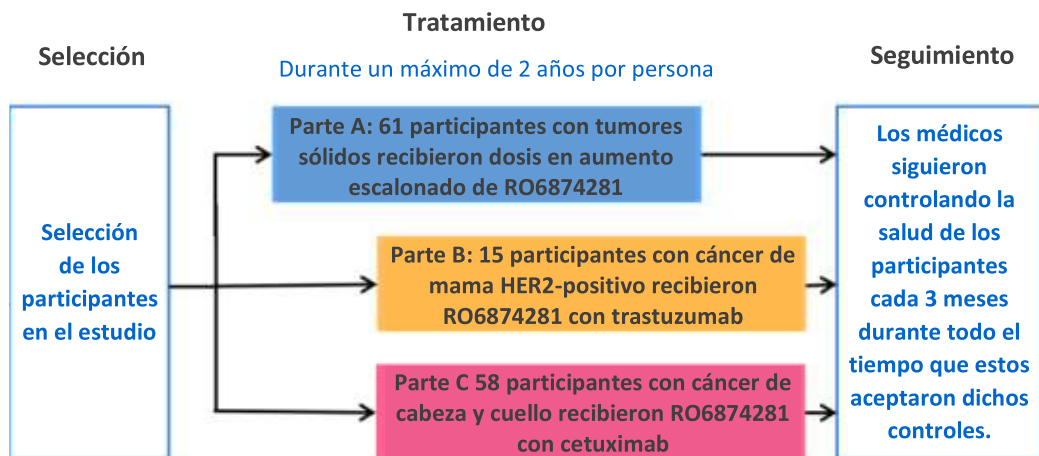 Selección
Tratamiento
Durante un máximo de 2 años por persona
Seguimiento
Selección
de los
participantes
en el estudio
Parte A: 61 participantes con tumores
sólidos recibieron dosis en aumento
escalonado de RO6874281
Parte B: 15 participantes con cáncer de
mama HER2-positivo recibieron
RO6874281 con trastuzumab
Parte C 58 participantes con cáncer de
cabeza y cuello recibieron RO6874281
con cetuximab
Los médicos
siguieron
controlando la
salud de los
participantes
cada 3 meses
durante todo el
tiempo que estos
aceptaron dichos
controles.